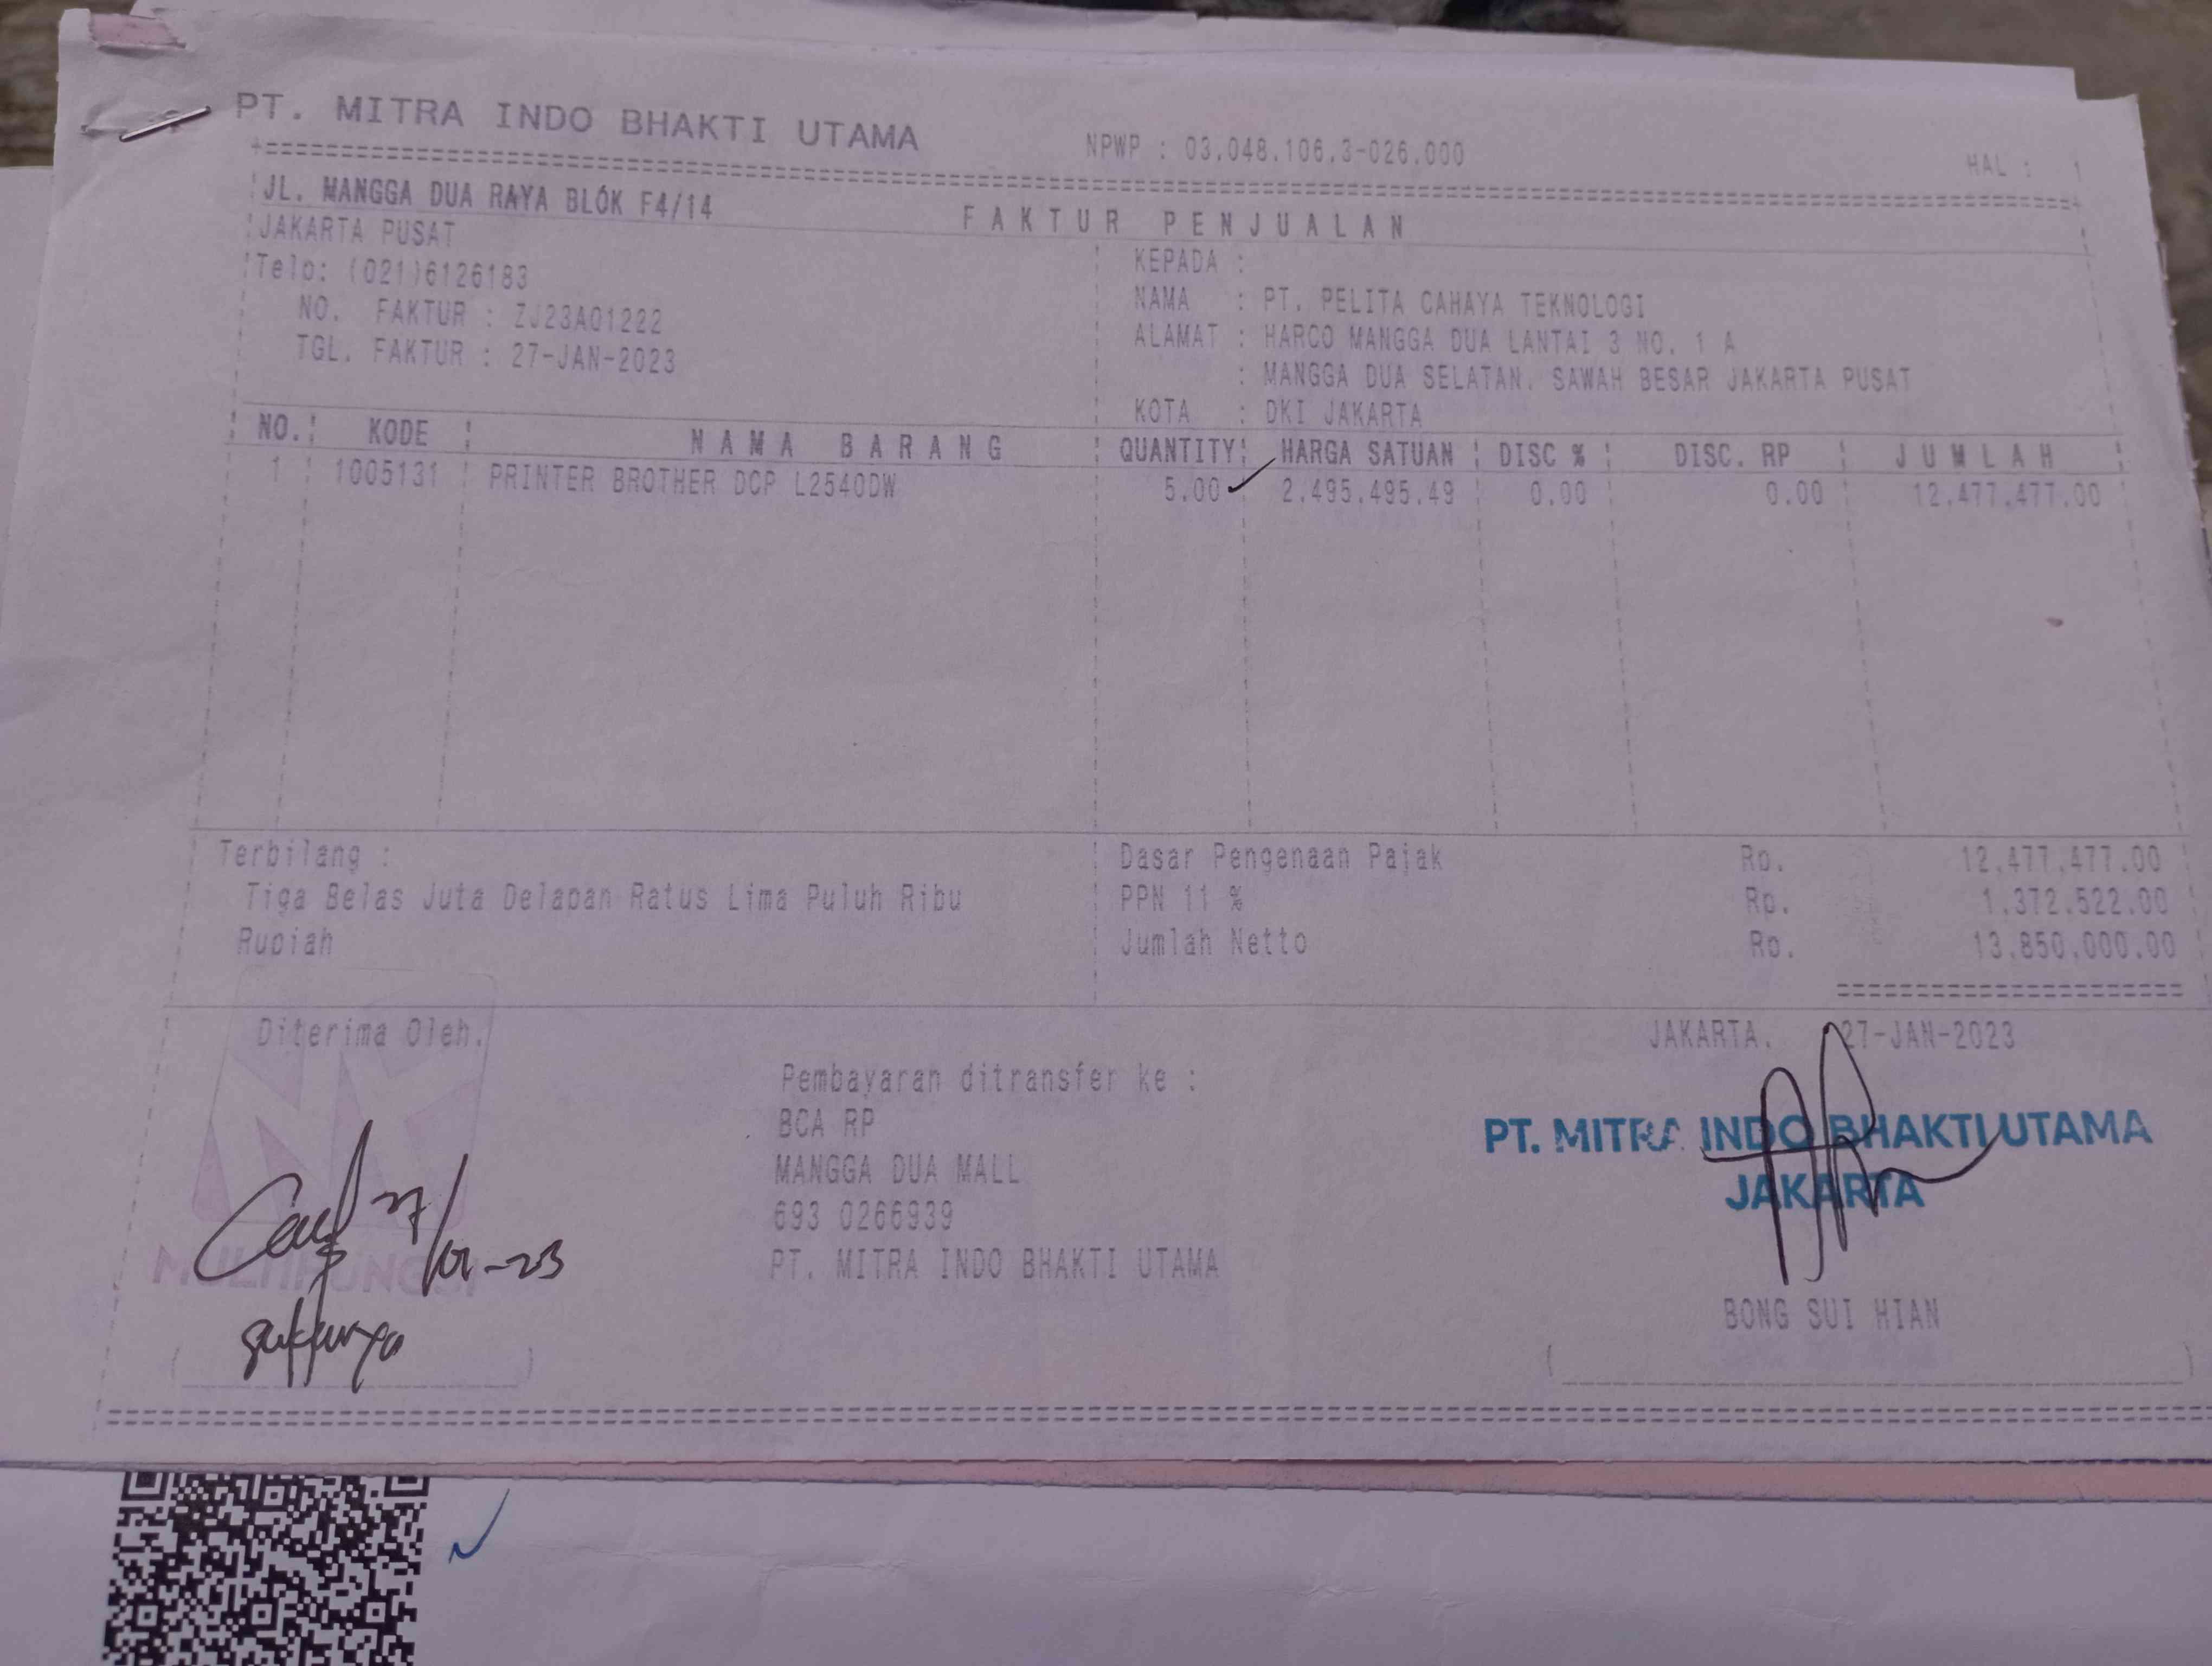 PT. MITRA INDO BHAKTI UTAMA
NPWP : 03.048.106.3-026.000
HAL : 1
JL. MANGGA DUA RAYA BLOK F4/14
FAKTUR PENJUALAN
JAKARTA PUSAT
Telp: (021)6126183
NO. FAKTUR : ZJ23A01222
TGL. FAKTUR : 27-JAN-2023
KEPADA :
NAMA : PT. PELITA CAHAYA TEKNOLOGI
ALAMAT : HARCO MANGGA DUA LANTAI 3 NO. 1 A
: MANGGA DUA SELATAN. SAWAH BESAR JAKARTA PUSAT
KOTA : DKI JAKARTA
NO. KODE NAMA BARANG QUANTITY HARGA SATUAN DISC % DISC. RP JUMLAH
1 1005131 PRINTER BROTHER DCP L2540DW 5.00 2.495.495.49 0.00 0.00 12.477.477.00
Terbilang :
Tiga Belas Juta Delapan Ratus Lima Puluh Ribu
Rupiah
Dasar Pengenaan Pajak Rp. 12.477.477.00
PPN 11 % Rp. 1.372.522.00
Jumlah Netto Rp. 13.850.000.00
Diterima Oleh.
27/01-23
Pembayaran ditransfer ke :
BCA RP
MANGGA DUA MALL
693 0266939
PT. MITRA INDO BHAKTI UTAMA
JAKARTA. 27-JAN-2023
PT. MITRA INDO BHAKTI UTAMA
JAKARTA
BONG SUI HIAN